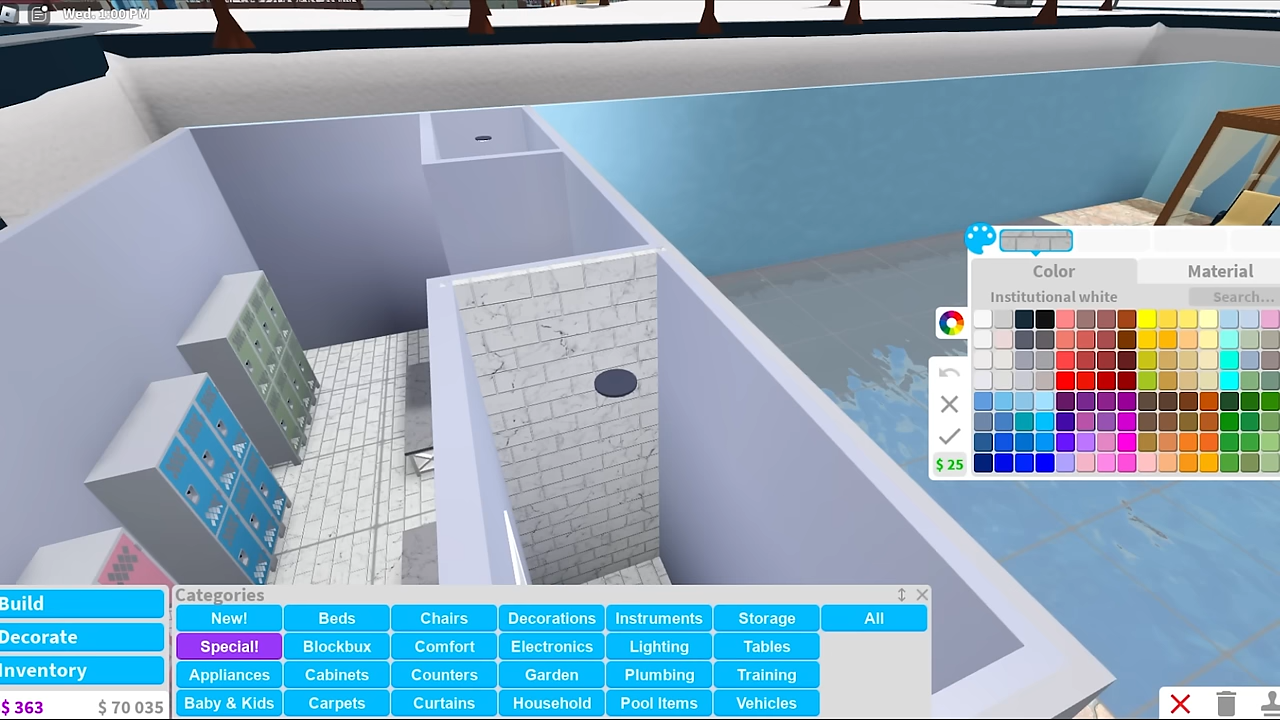 Wed. 1:00 PM
Color
Material
Institutional white
Search...
$ 25
Build
Decorate
Inventory
$ 363
$ 70 035
Categories
New!
Beds
Chairs
Decorations
Instruments
Storage
All
Special!
Blockbux
Comfort
Electronics
Lighting
Tables
Appliances
Cabinets
Counters
Garden
Plumbing
Training
Baby & Kids
Carpets
Curtains
Household
Pool Items
Vehicles